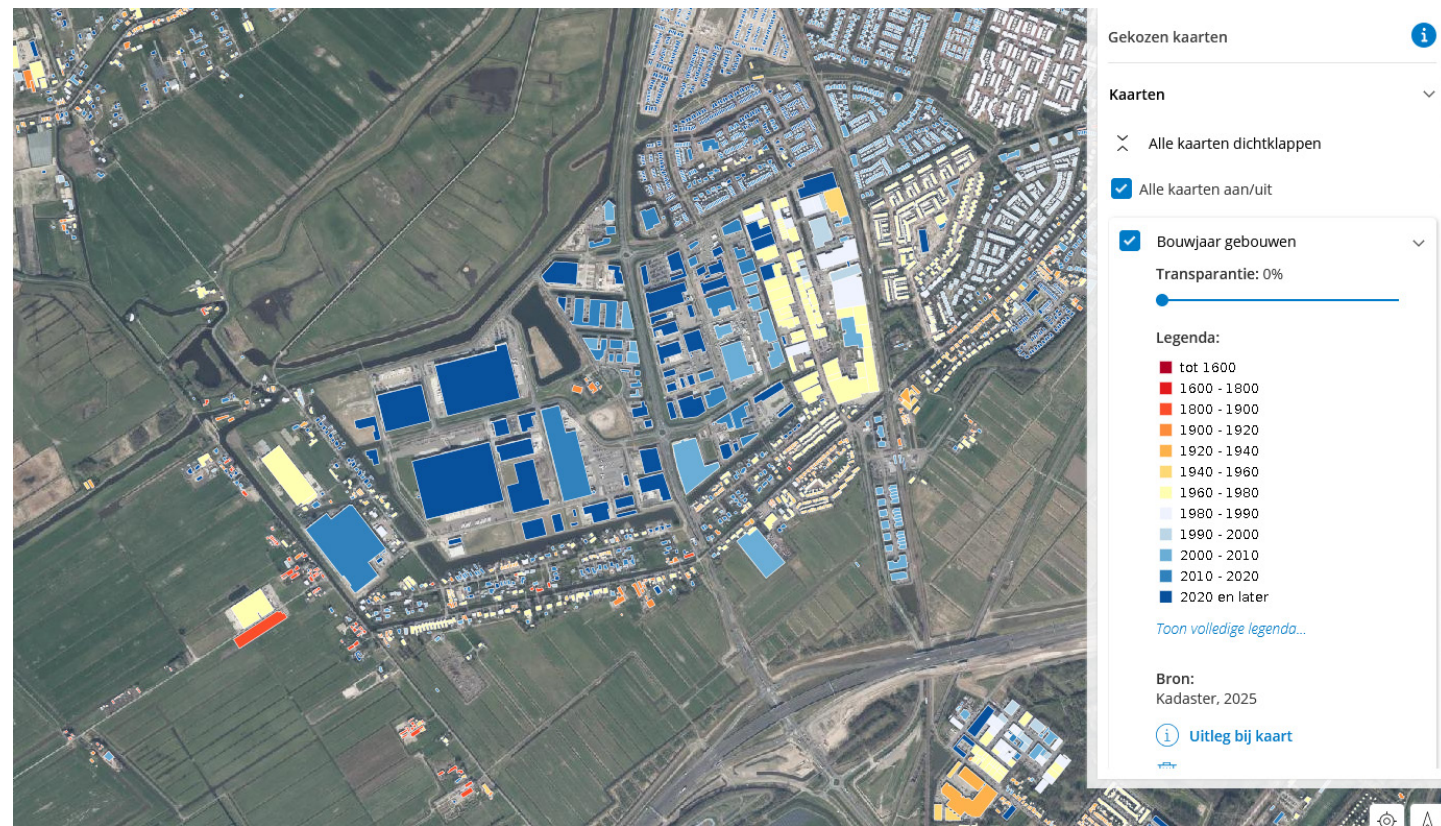 Gekozen kaarten
Kaarten
Alle kaarten dichtklappen
Alle kaarten aan/uit
Bouwjaar gebouwen
Transparantie: 0%
Legenda:
tot 1600
1600 - 1800
1800 - 1900
1900 - 1920
1920 - 1940
1940 - 1960
1960 - 1980
1980 - 1990
1990 - 2000
2000 - 2010
2010 - 2020
2020 en later
Toon volledige legenda...
Bron:
Kadaster, 2025
Uitleg bij kaart